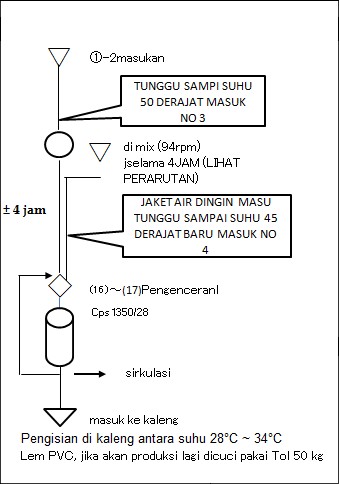 ①-2masukan
TUNGGU SAMPI SUHU
50 DERAJAT MASUK
NO 3
di mix (94rpm)
jselama 4JAM (LIHAT
PERARUTAN)
± 4 jam
JAKET AIR DINGIN MASU
TUNGGU SAMPAI SUHU 45
DERAJAT BARU MASUK NO
4
(16)～(17)Pengenceranl
Cps 1350/28
sirkulasi
masuk ke kaleng
Pengisian di kaleng antara suhu 28°C ~ 34°C
Lem PVC, jika akan produksi lagi dicuci pakai Tol 50 kg